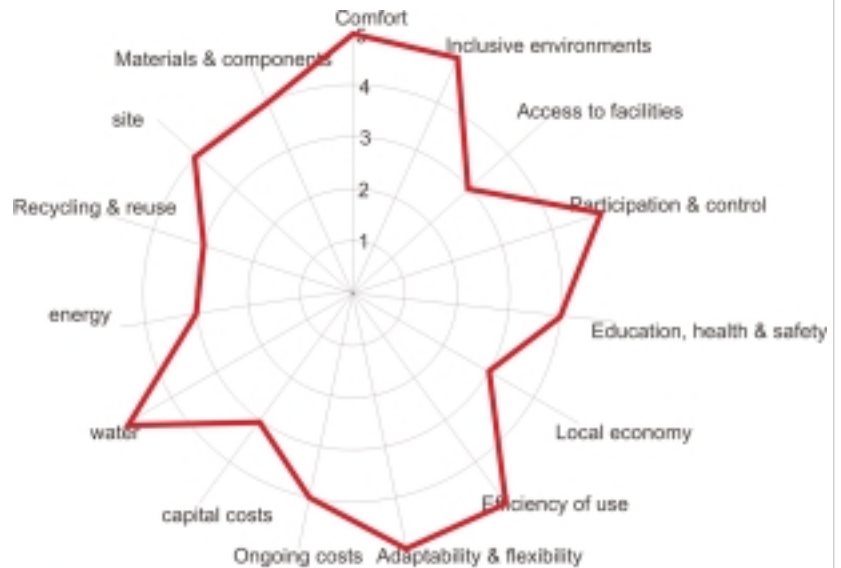 Comfort
5
Inclusive environments
Materials & components
4
Access to facilities
site
3
2
Participation & control
Recycling & reuse
1
energy
Education, health & safety
water
Local economy
Efficiency of use
capital costs
Ongoing costs
Adaptability & flexibility